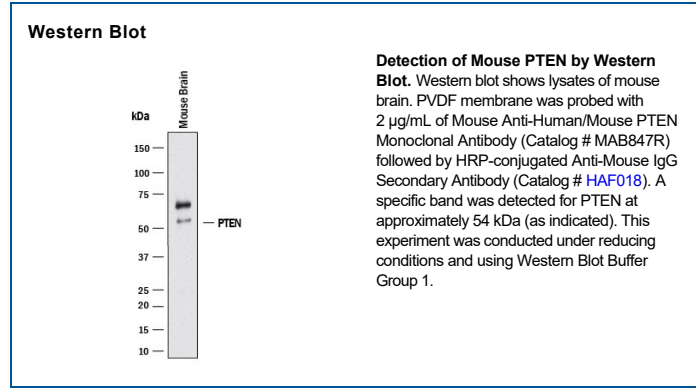 Western Blot
kDa
Mouse Brain
150
100
75
50
37
25
20
15
10
PTEN
Detection of Mouse PTEN by Western
Blot. Western blot shows lysates of mouse
brain. PVDF membrane was probed with
2 µg/mL of Mouse Anti-Human/Mouse PTEN
Monoclonal Antibody (Catalog # MAB847R)
followed by HRP-conjugated Anti-Mouse IgG
Secondary Antibody (Catalog # HAF018). A
specific band was detected for PTEN at
approximately 54 kDa (as indicated). This
experiment was conducted under reducing
conditions and using Western Blot Buffer
Group 1.